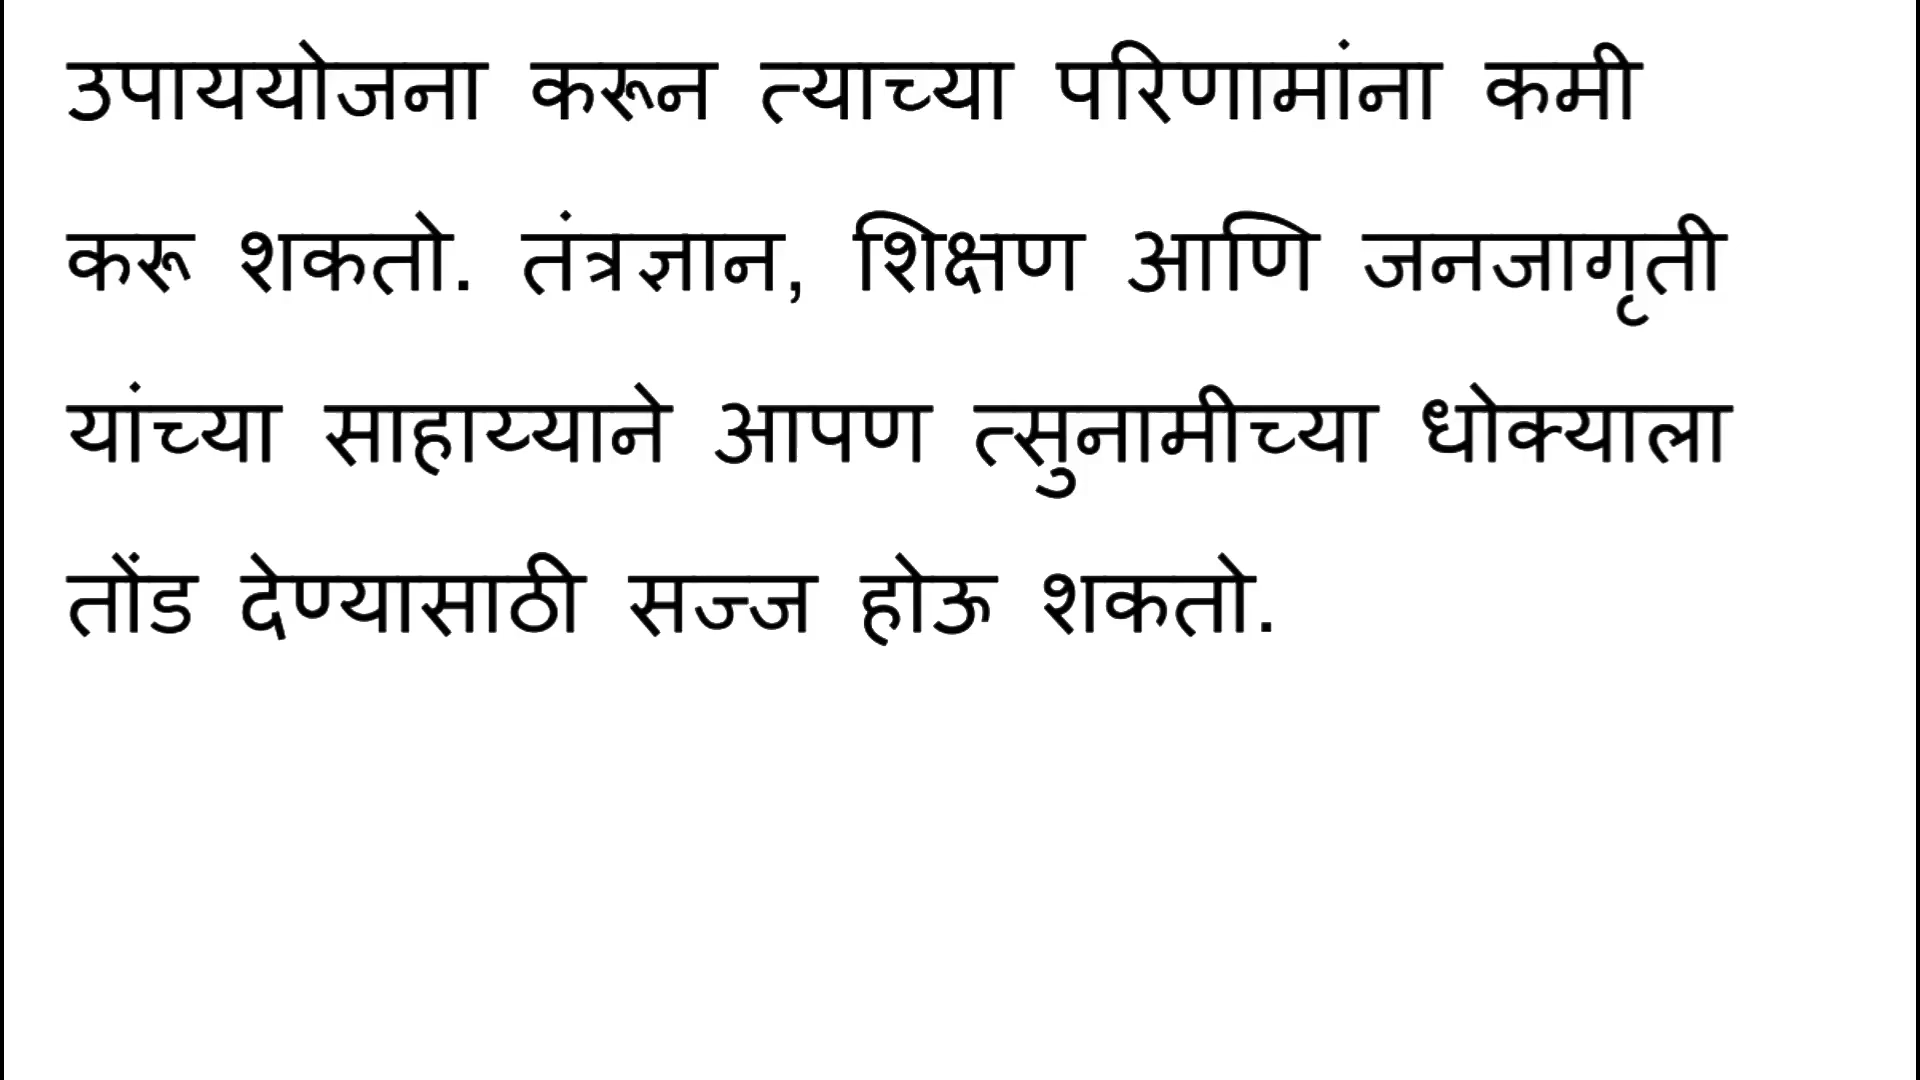 उपाययोजना करून त्याच्या परिणामांना कमी
करू शकतो. तंत्रज्ञान, शिक्षण आणि जनजागृती
यांच्या साहाय्याने आपण त्सुनामीच्या धोक्याला
तोंड देण्यासाठी सज्ज होऊ शकतो.